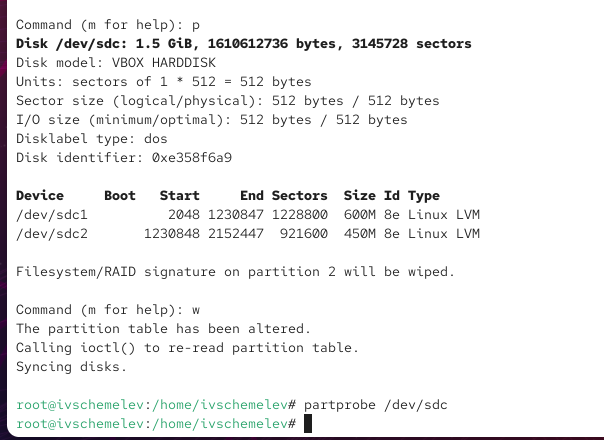 Command (m for help): p
Disk /dev/sdc: 1.5 GiB, 1610612736 bytes, 3145728 sectors
Disk model: VBOX HARDDISK
Units: sectors of 1 * 512 = 512 bytes
Sector size (logical/physical): 512 bytes / 512 bytes
I/O size (minimum/optimal): 512 bytes / 512 bytes
Disklabel type: dos
Disk identifier: 0xe358f6a9
Device     Boot   Start     End Sectors  Size Id Type
/dev/sdc1          2048 1230847 1228800  600M 8e Linux LVM
/dev/sdc2       1230848 2152447  921600  450M 8e Linux LVM
Filesystem/RAID signature on partition 2 will be wiped.
Command (m for help): w
The partition table has been altered.
Calling ioctl() to re-read partition table.
Syncing disks.
root@ivschemelev:/home/ivschemelev# partprobe /dev/sdc
root@ivschemelev:/home/ivschemelev#